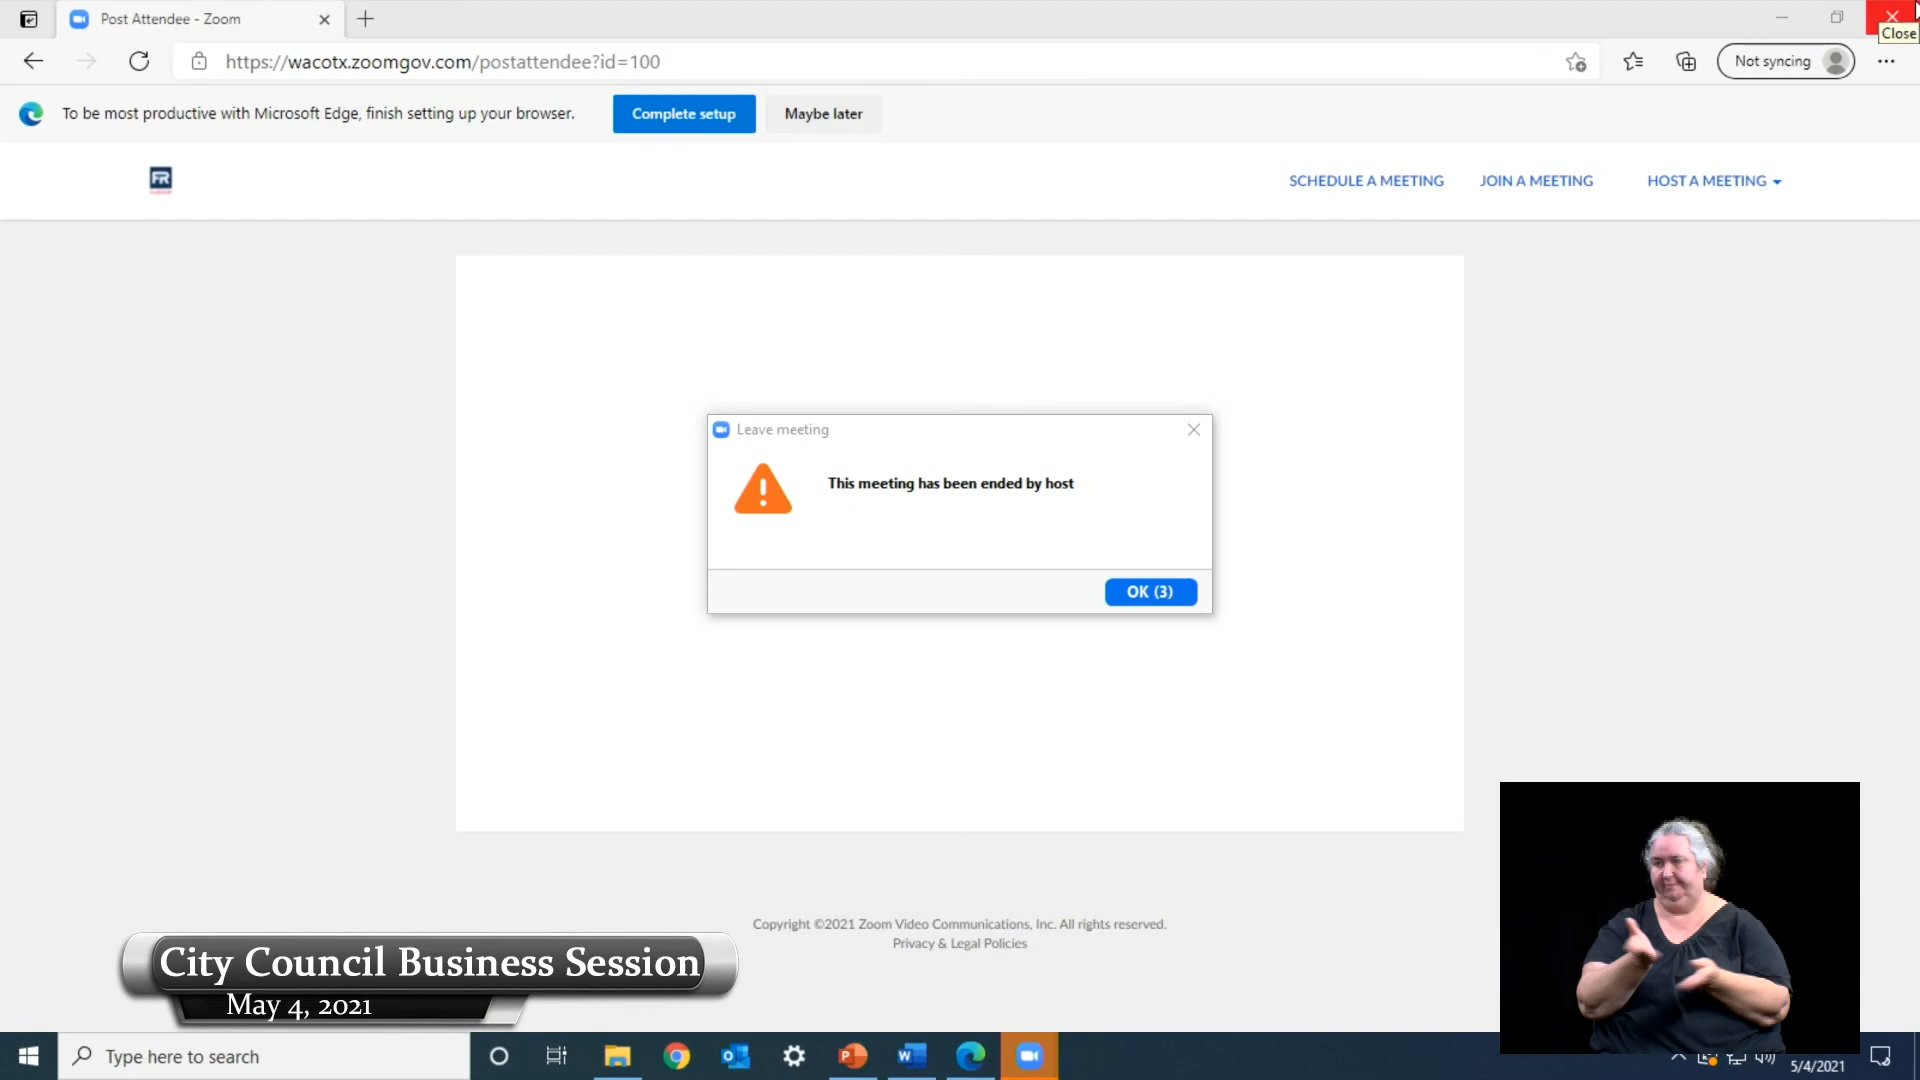 Post Attendee - Zoom
Close
https://wacotx.zoomgov.com/postattendee?id=100
Not syncing
To be most productive with Microsoft Edge, finish setting up your browser.
Complete setup
Maybe later
FR
SCHEDULE A MEETING
JOIN A MEETING
HOST A MEETING
Leave meeting
This meeting has been ended by host
OK (3)
Copyright ©2021 Zoom Video Communications, Inc. All rights reserved.
Privacy & Legal Policies
City Council Business Session
May 4, 2021
Type here to search
5/4/2021